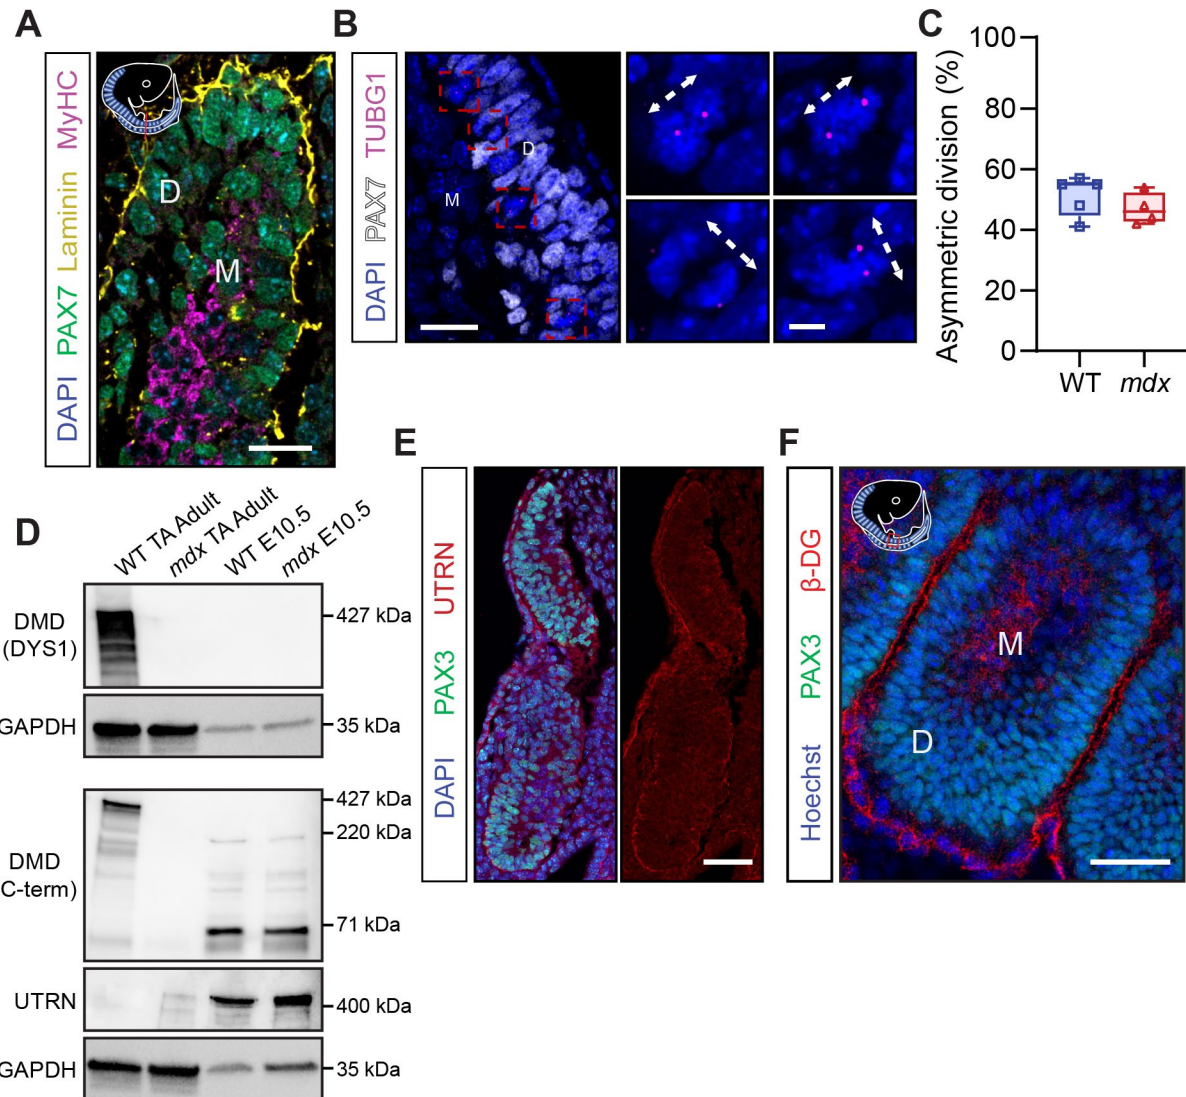 A
DAPI PAX7 Laminin MyHC
D
M
B
DAPI PAX7 TUBG1
D
M
C
Asymmetric division (%)
100
80
60
40
20
0
WT mdx
D
WT TA Adult
mdx TA Adult
WT E10.5
mdx E10.5
DMD
(DYS1)
427 kDa
GAPDH
35 kDa
DMD
C-term)
427 kDa
220 kDa
71 kDa
UTRN
400 kDa
GAPDH
35 kDa
E
DAPI PAX3 UTRN
F
Hoechst PAX3 β-DG
M
D